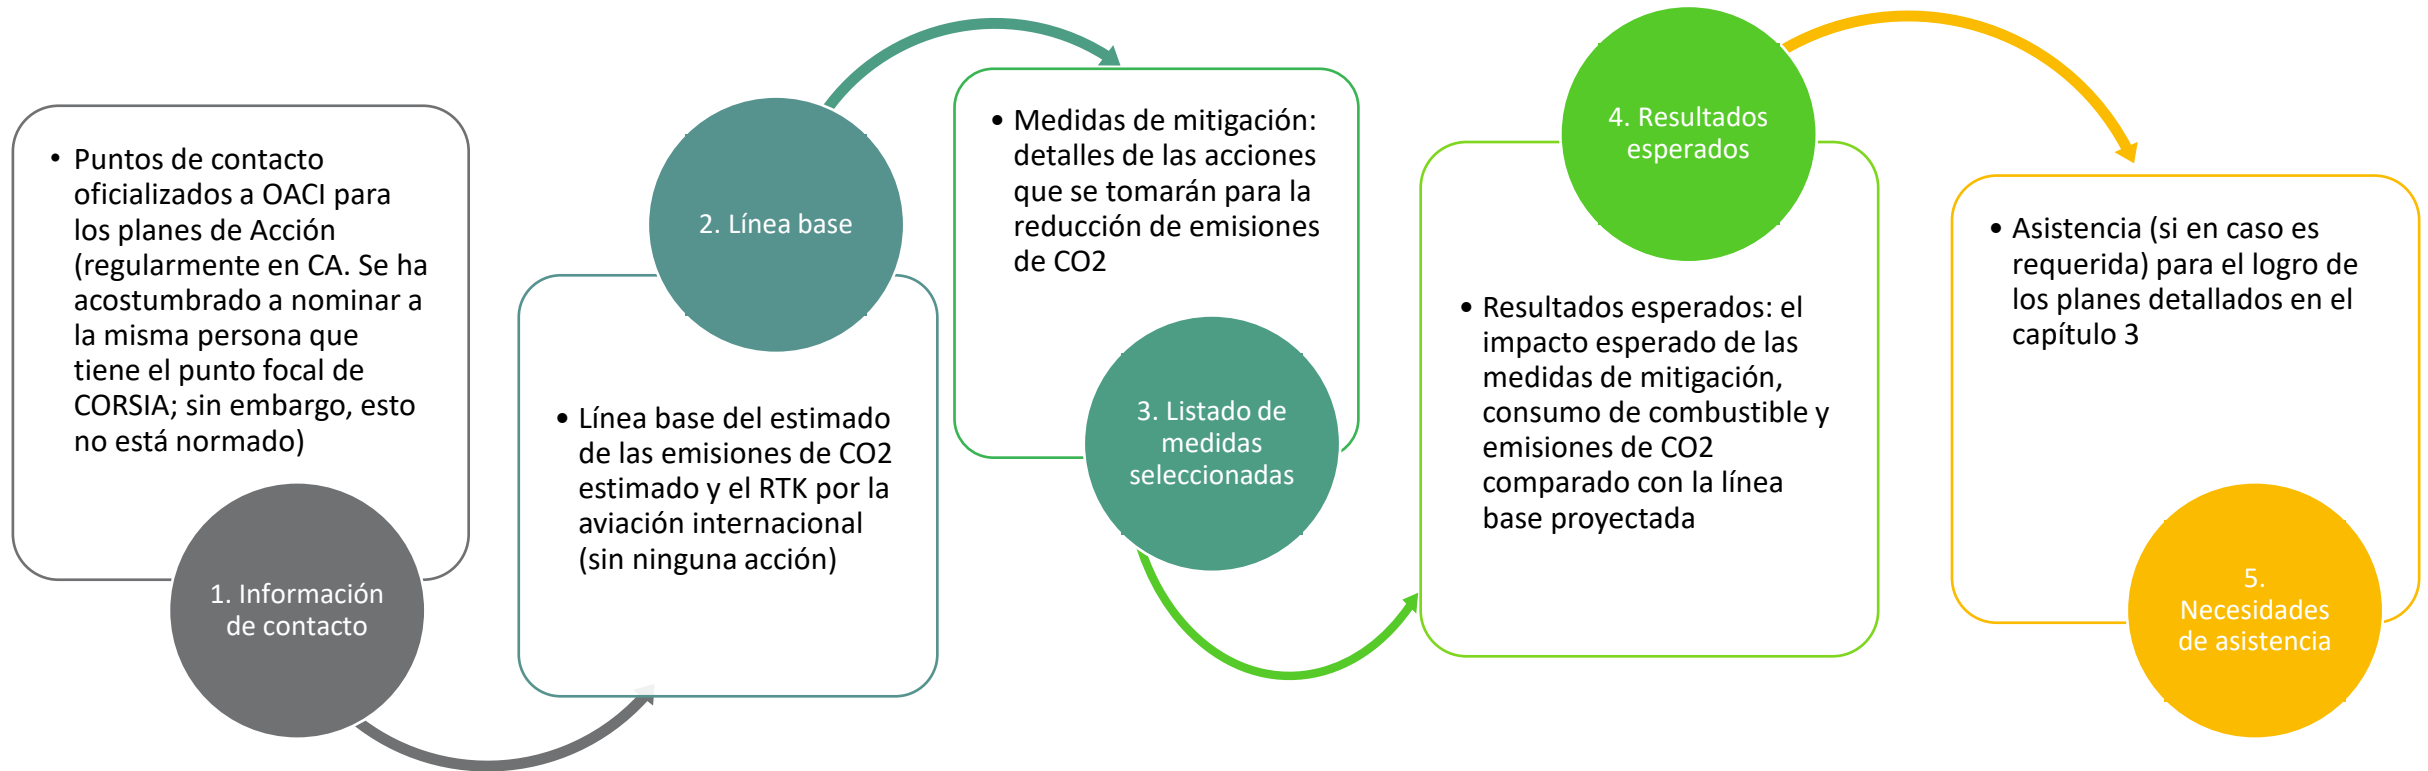 • Puntos de contacto
oficializados a OACI para
los planes de Acción
(regularmente en CA. Se ha
acostumbrado a nominar a
la misma persona que
tiene el punto focal de
CORSIA; sin embargo, esto
no está normado)
1. Información
de contacto
2. Línea base
• Línea base del estimado
de las emisiones de CO2
estimado y el RTK por la
aviación internacional
(sin ninguna acción)
• Medidas de mitigación:
detalles de las acciones
que se tomarán para la
reducción de emisiones
de CO2
3. Listado de
medidas
seleccionadas
4. Resultados
esperados
• Resultados esperados: el
impacto esperado de las
medidas de mitigación,
consumo de combustible y
emisiones de CO2
comparado con la línea
base proyectada
• Asistencia (si en caso es
requerida) para el logro de
los planes detallados en el
capítulo 3
5.
Necesidades
de asistencia